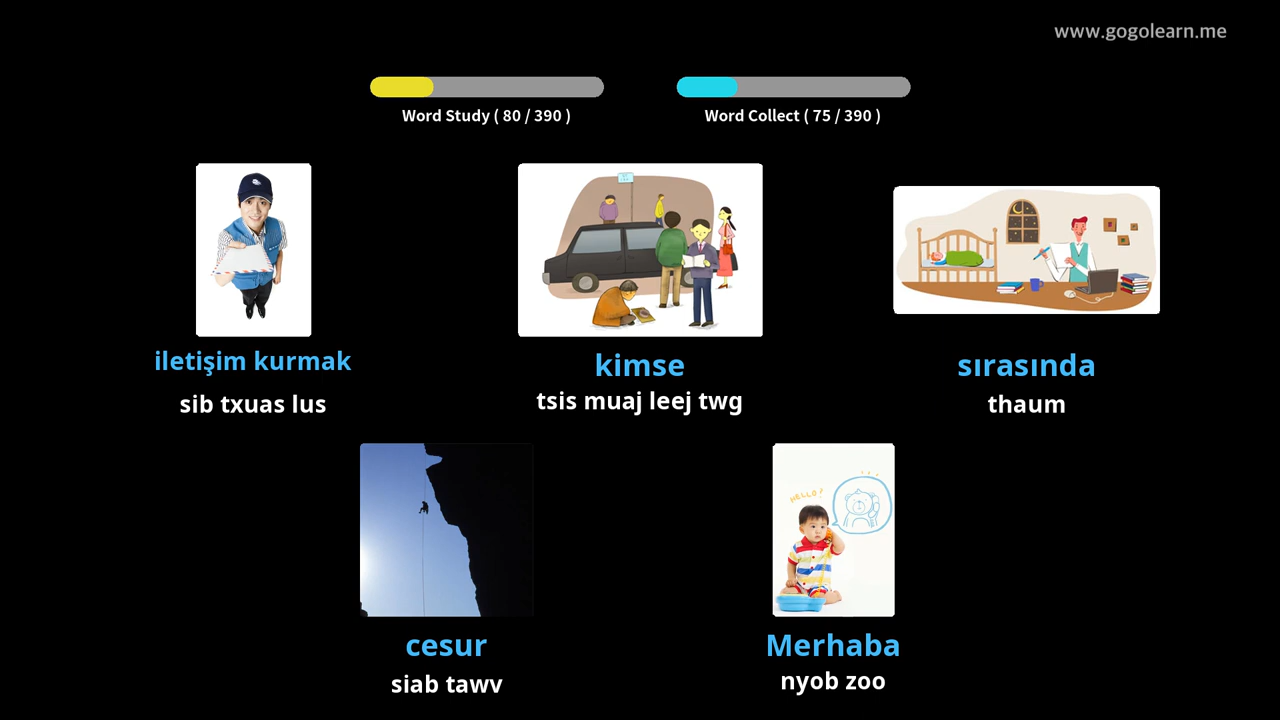 www.gogolearn.me
Word Study ( 80 / 390 )
Word Collect ( 75 / 390 )
iletişim kurmak
sib txuas lus
kimse
tsis muaj leej twg
sırasında
thaum
HELLO!
cesur
siab tawv
Merhaba
nyob zoo